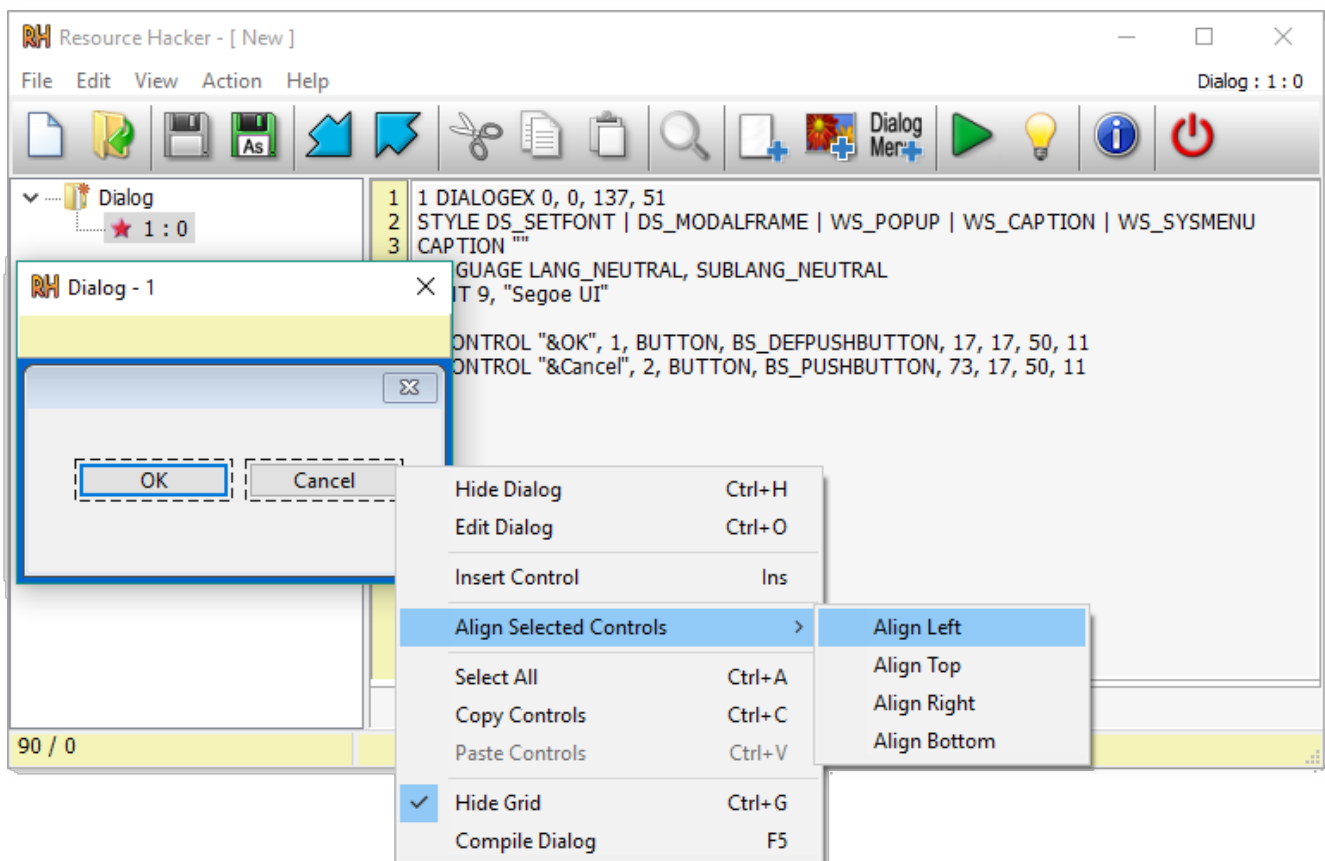 RH Resource Hacker - [ New ]
File Edit View Action Help
Dialog : 1 : 0
As
Dialog
Dialog
1 : 0
1
2
3
1 DIALOGEX 0, 0, 137, 51
STYLE DS_SETFONT | DS_MODALFRAME | WS_POPUP | WS_CAPTION | WS_SYSMENU
CAPTION ""
LANG_NEUTRAL, SUBLANG_NEUTRAL
9, "Segoe UI"
"&OK", 1, BUTTON, BS_DEFPUSHBUTTON, 17, 17, 50, 11
"&Cancel", 2, BUTTON, BS_PUSHBUTTON, 73, 17, 50, 11
RH Dialog - 1
OK
Cancel
Hide Dialog Ctrl+H
Edit Dialog Ctrl+O
Insert Control Ins
Align Selected Controls >
Select All Ctrl+A
Copy Controls Ctrl+C
Paste Controls Ctrl+V
Hide Grid Ctrl+G
Compile Dialog F5
Align Left
Align Top
Align Right
Align Bottom
90 / 0